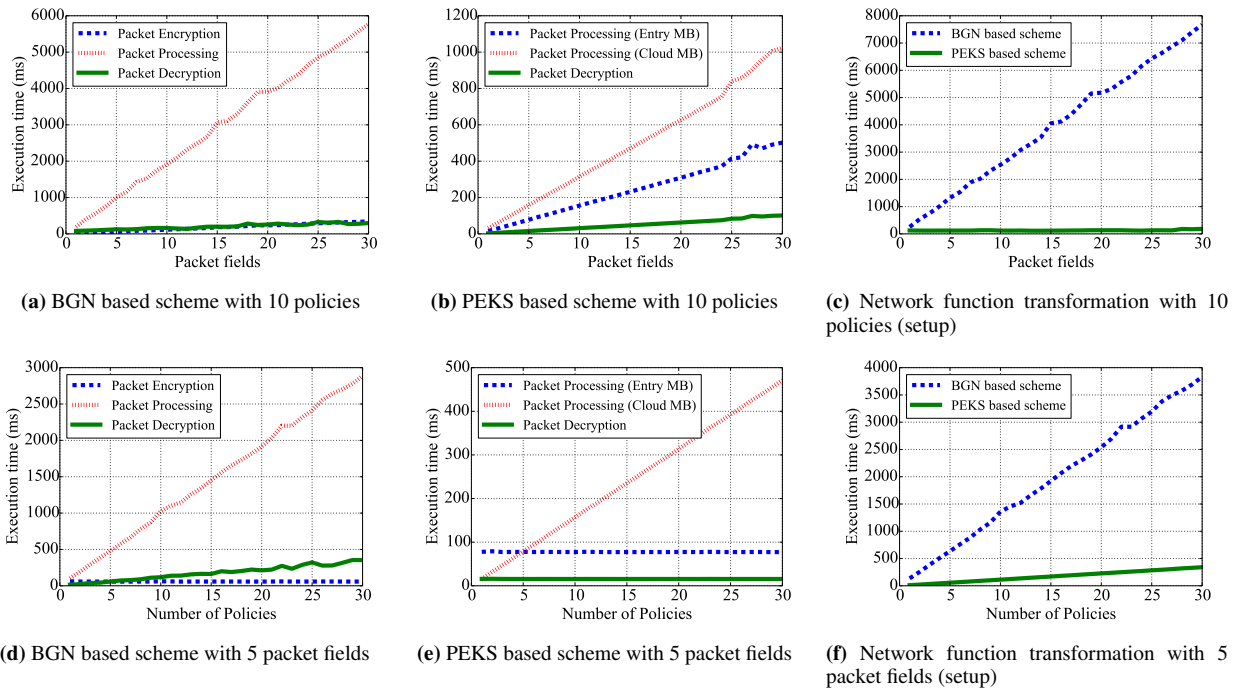 6000
5000
4000
3000
2000
1000
0
Execution time (ms)
Packet Encryption
Packet Processing
Packet Decryption
0 5 10 15 20 25 30
Packet fields
(a) BGN based scheme with 10 policies
1200
1000
800
600
400
200
0
Execution time (ms)
Packet Processing (Entry MB)
Packet Processing (Cloud MB)
Packet Decryption
0 5 10 15 20 25 30
Packet fields
(b) PEKS based scheme with 10 policies
8000
7000
6000
5000
4000
3000
2000
1000
0
Execution time (ms)
BGN based scheme
PEKS based scheme
0 5 10 15 20 25 30
Packet fields
(c) Network function transformation with 10
policies (setup)
3000
2500
2000
1500
1000
500
0
Execution time (ms)
Packet Encryption
Packet Processing
Packet Decryption
0 5 10 15 20 25 30
Number of Policies
(d) BGN based scheme with 5 packet fields
500
400
300
200
100
0
Execution time (ms)
Packet Processing (Entry MB)
Packet Processing (Cloud MB)
Packet Decryption
0 5 10 15 20 25 30
Number of Policies
(e) PEKS based scheme with 5 packet fields
4000
3500
3000
2500
2000
1500
1000
500
0
Execution time (ms)
BGN based scheme
PEKS based scheme
0 5 10 15 20 25 30
Number of Policies
(f) Network function transformation with 5
packet fields (setup)